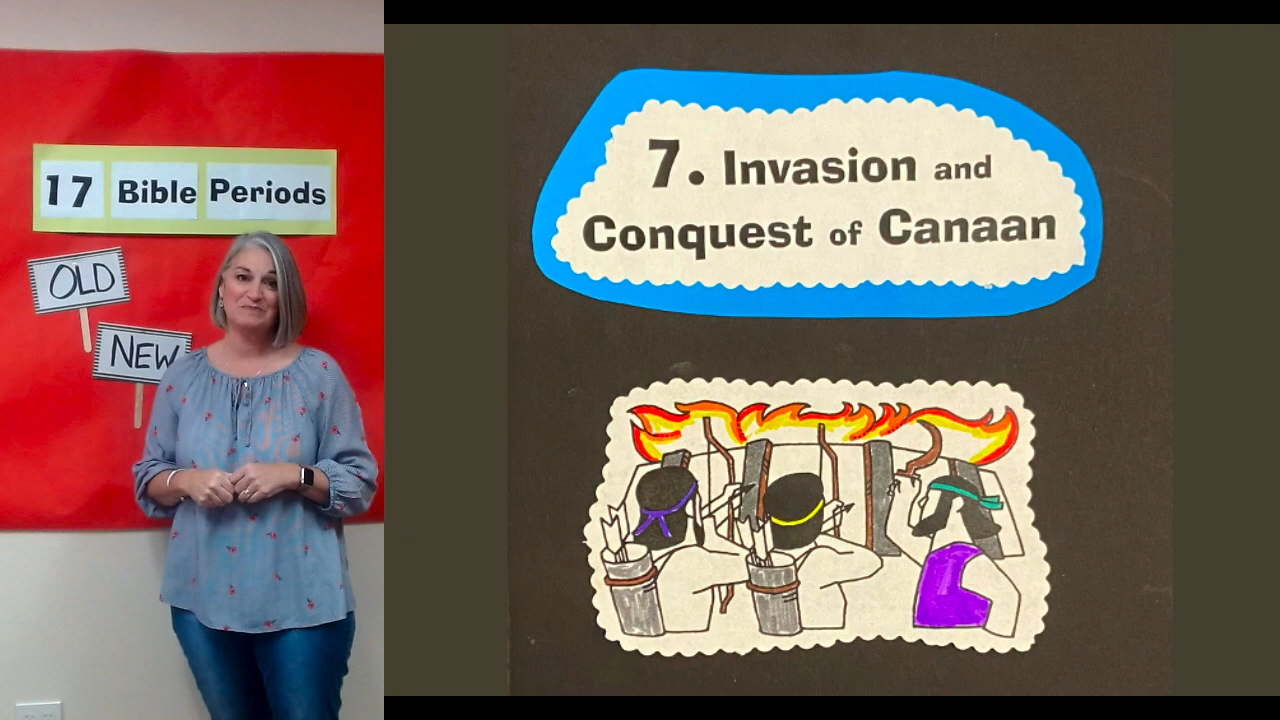 17 Bible Periods
OLD
NEW
7. Invasion and
Conquest of Canaan